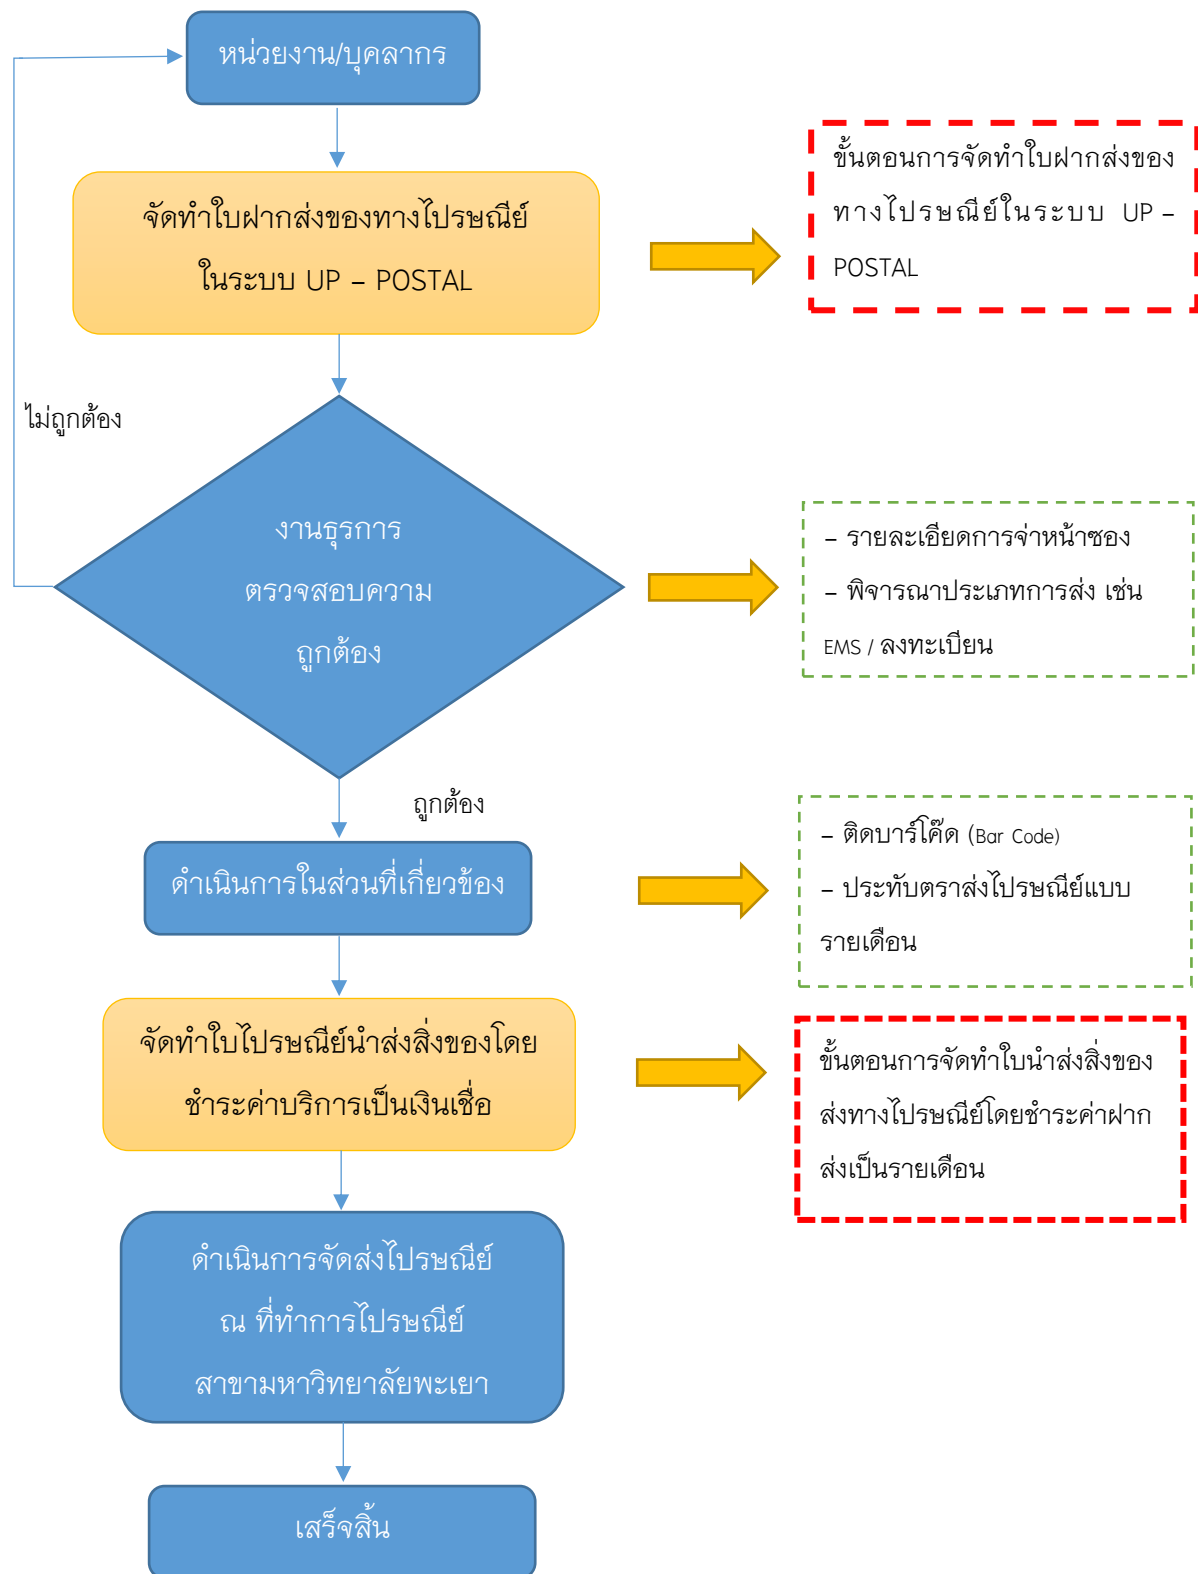 หน่วยงาน/บุคลากร
จัดทำใบฝากส่งของทางไปรษณีย์
ในระบบ UP – POSTAL
ขั้นตอนการจัดทำใบฝากส่งของ
ทางไปรษณีย์ในระบบ UP –
POSTAL
ไม่ถูกต้อง
งานธุรการ
ตรวจสอบความ
ถูกต้อง
– รายละเอียดการจ่าหน้าซอง
– พิจารณาประเภทการส่ง เช่น
EMS / ลงทะเบียน
ถูกต้อง
ดำเนินการในส่วนที่เกี่ยวข้อง
– ติดบาร์โค๊ด (Bar Code)
– ประทับตราส่งไปรษณีย์แบบ
รายเดือน
จัดทำใบไปรษณีย์นำส่งสิ่งของโดย
ชำระค่าบริการเป็นเงินเชื่อ
ขั้นตอนการจัดทำใบนำส่งสิ่งของ
ส่งทางไปรษณีย์โดยชำระค่าฝาก
ส่งเป็นรายเดือน
ดำเนินการจัดส่งไปรษณีย์
ณ ที่ทำการไปรษณีย์
สาขามหาวิทยาลัยพะเยา
เสร็จสิ้น